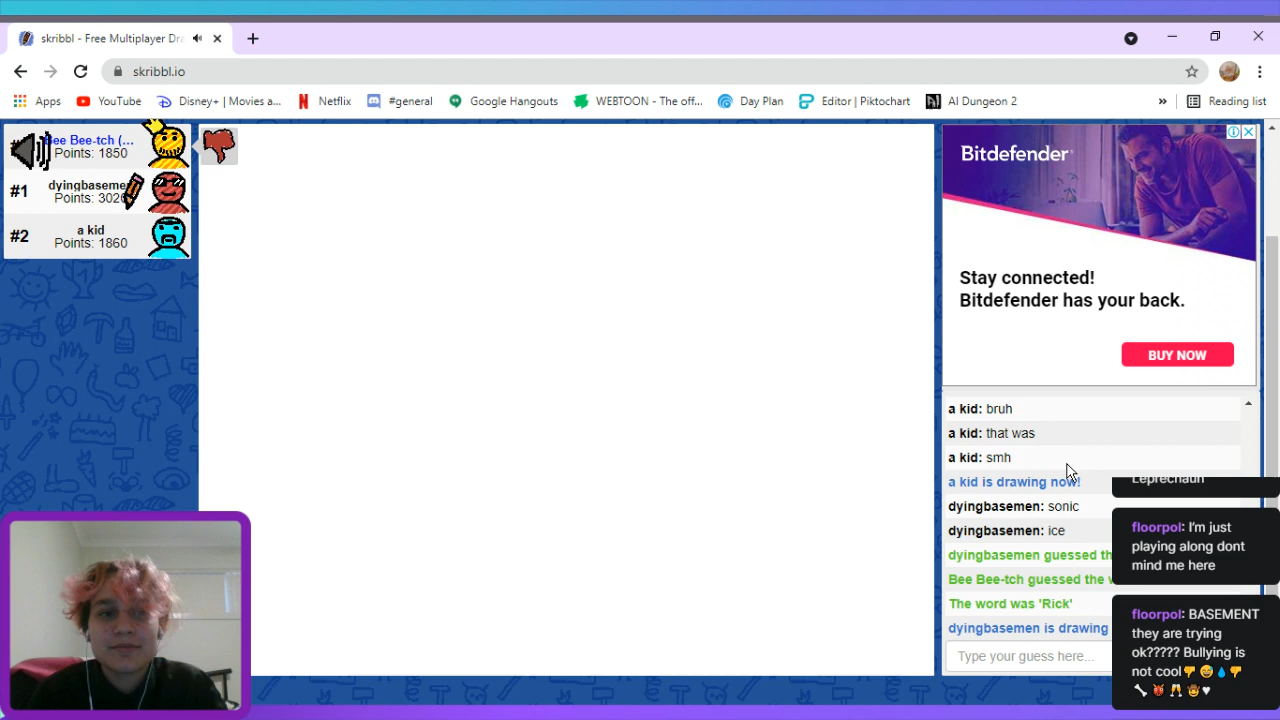 skribbl - Free Multiplayer Dra
skribbl.io
Apps YouTube Disney+ | Movies a... Netflix #general Google Hangouts WEBTOON - The off... Day Plan Editor | Piktochart AI Dungeon 2 » Reading list
Bee Bee-tch (...
Points: 1850
#1 dyingbaseme
Points: 3026
#2 a kid
Points: 1860
Bitdefender
Stay connected!
Bitdefender has your back.
BUY NOW
a kid: bruh
a kid: that was
a kid: smh
a kid is drawing now!
dyingbasemen: sonic
dyingbasemen: ice
dyingbasemen guessed th
Bee Bee-tch guessed the
The word was 'Rick'
dyingbasemen is drawing
Type your guess here...
Leprechaun
floorpol: I'm just
playing along dont
mind me here
floorpol: BASEMENT
they are trying
ok????? Bullying is
not cool👎😅💧👎